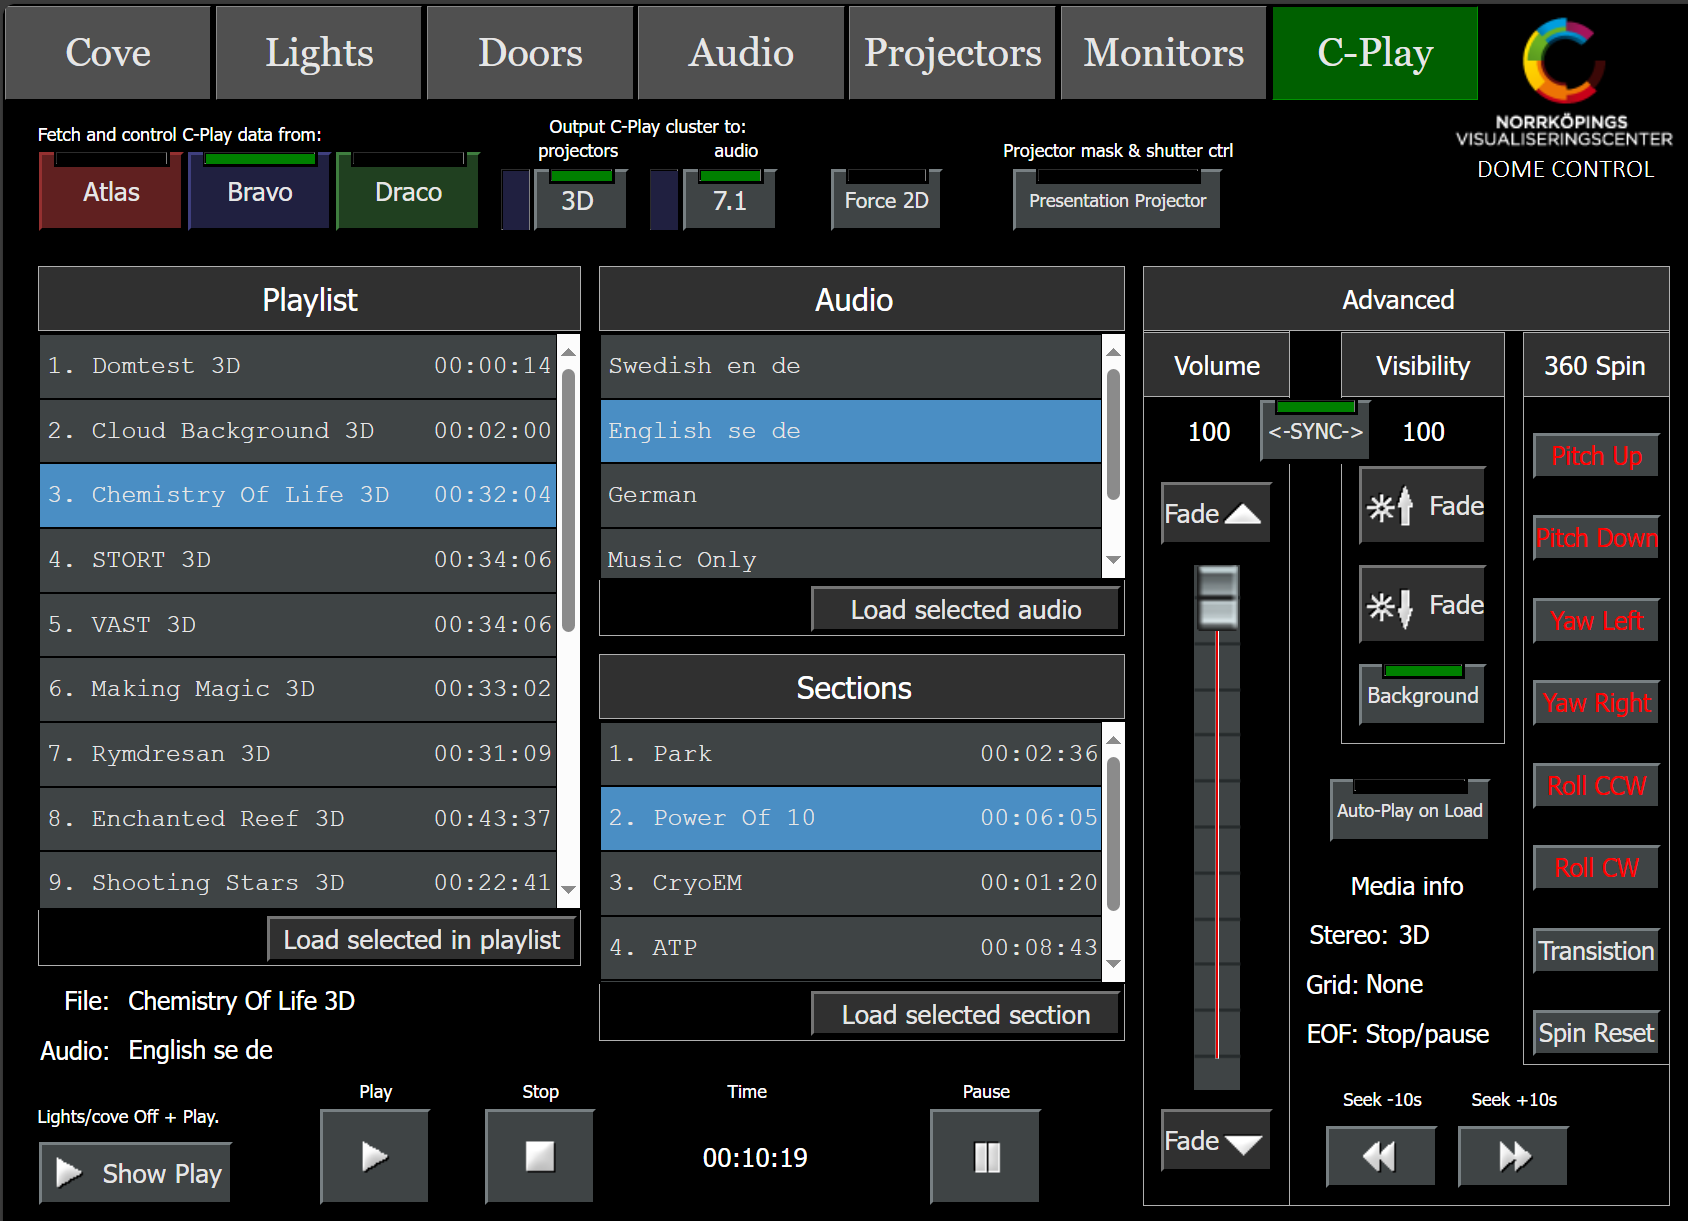 Cove Lights Doors Audio Projectors Monitors C-Play
NORRKÖPINGS
VISUALISERINGSCENTER
DOME CONTROL
Fetch and control C-Play data from:
Atlas Bravo Draco
Output C-Play cluster to:
projectors audio
3D 7.1
Force 2D
Projector mask & shutter ctrl
Presentation Projector
Playlist
1. Domtest 3D 00:00:14
2. Cloud Background 3D 00:02:00
3. Chemistry Of Life 3D 00:32:04
4. STORT 3D 00:34:06
5. VAST 3D 00:34:06
6. Making Magic 3D 00:33:02
7. Rymdresan 3D 00:31:09
8. Enchanted Reef 3D 00:43:37
9. Shooting Stars 3D 00:22:41
Load selected in playlist
File: Chemistry Of Life 3D
Audio: English se de
Audio
Swedish en de
English se de
German
Music Only
Load selected audio
Sections
1. Park 00:02:36
2. Power Of 10 00:06:05
3. CryoEM 00:01:20
4. ATP 00:08:43
Load selected section
Lights/cove Off + Play.
Show Play
Play
Stop
Time
00:10:19
Pause
Advanced
Volume
100
<-SYNC->
Fade
Fade
Visibility
100
Fade
Fade
Background
Auto-Play on Load
Media info
Stereo: 3D
Grid: None
EOF: Stop/pause
Seek -10s Seek +10s
360 Spin
Pitch Up
Pitch Down
Yaw Left
Yaw Right
Roll CCW
Roll CW
Transistion
Spin Reset